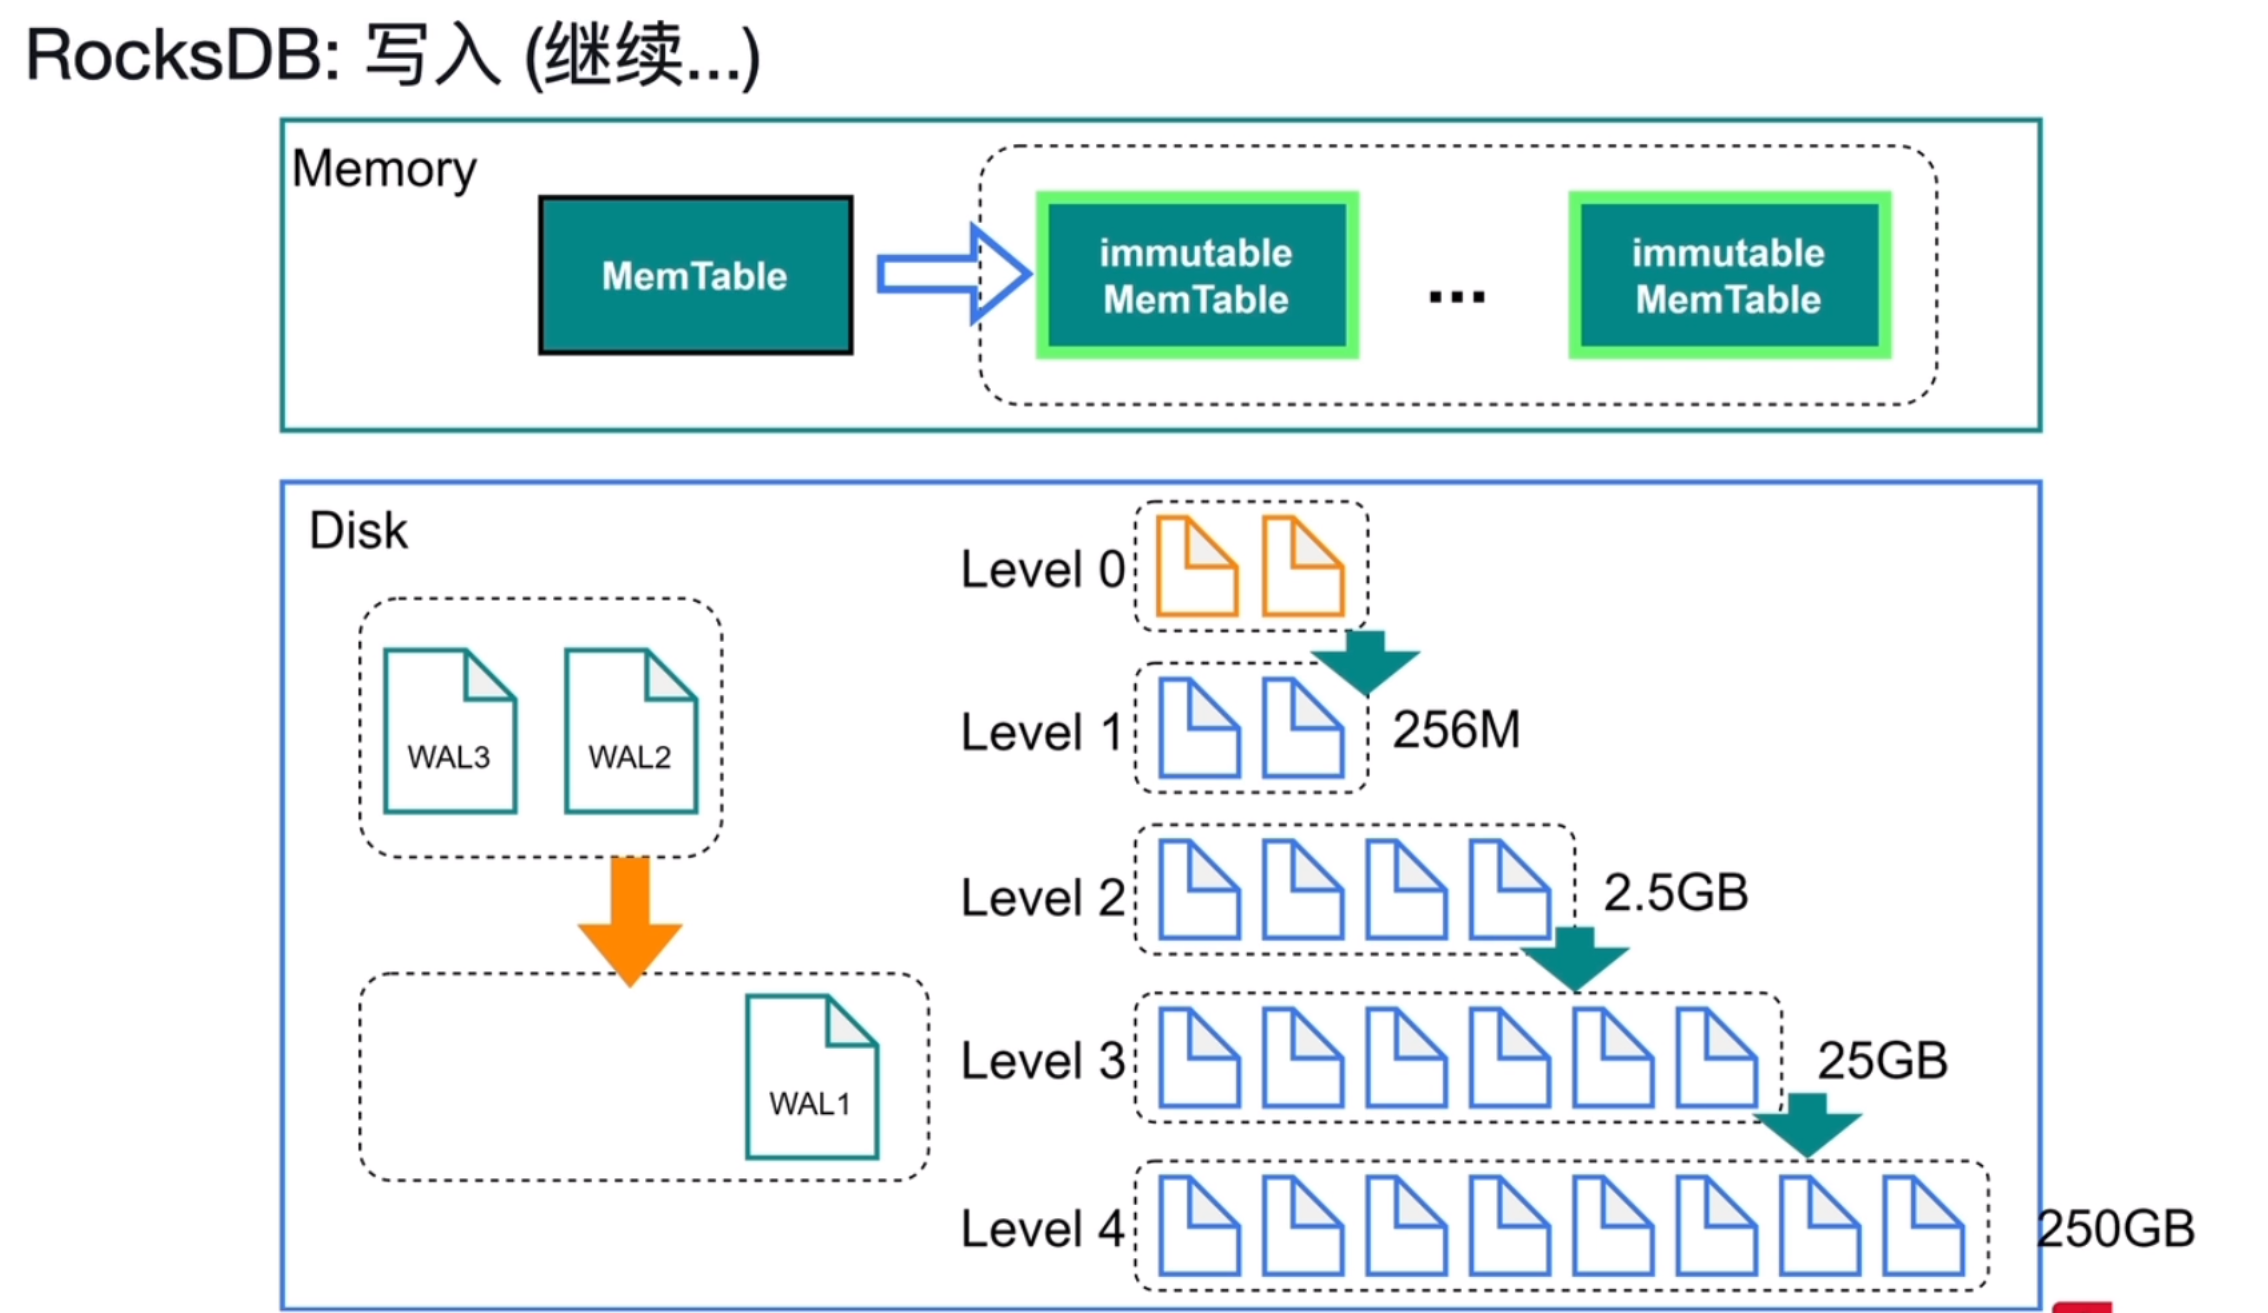 RocksDB: 写入 (继续...)
Memory
MemTable
immutable
MemTable
...
immutable
MemTable
Disk
WAL3
WAL2
WAL1
Level 0
Level 1
256M
Level 2
2.5GB
Level 3
25GB
Level 4
250GB